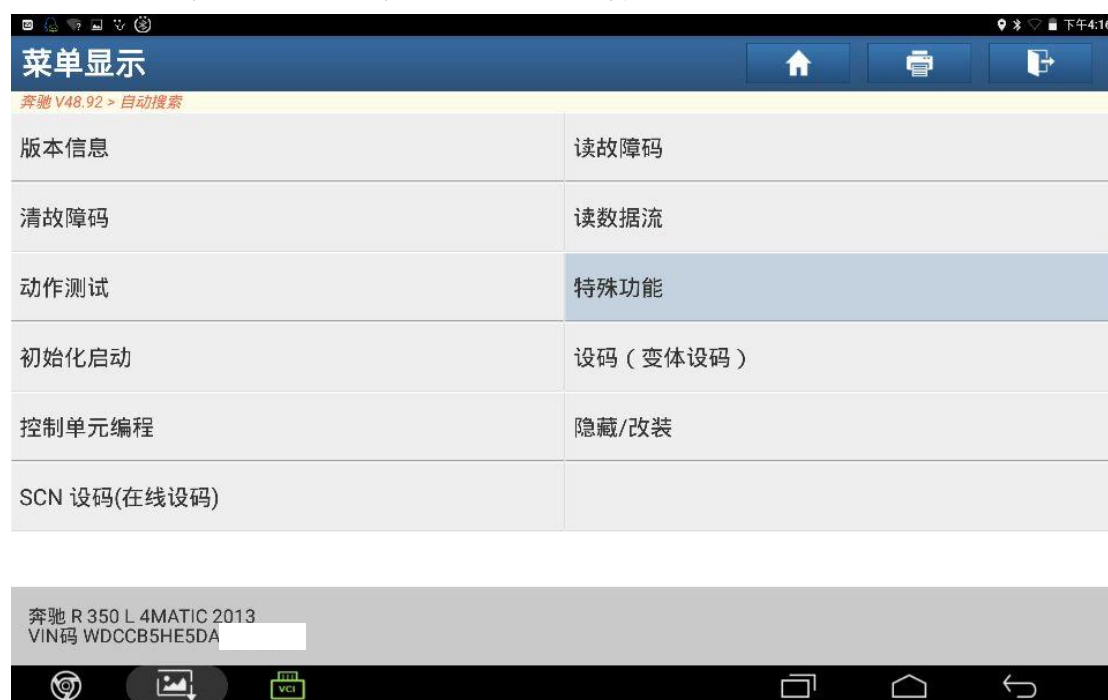 下午4:16
菜单显示
奔驰 V48.92 > 自动搜索
版本信息
读故障码
清故障码
读数据流
动作测试
特殊功能
初始化启动
设码（变体设码）
控制单元编程
隐藏/改装
SCN 设码(在线设码)
奔驰 R 350 L 4MATIC 2013
VIN码 WDCCB5HE5DA
VCI